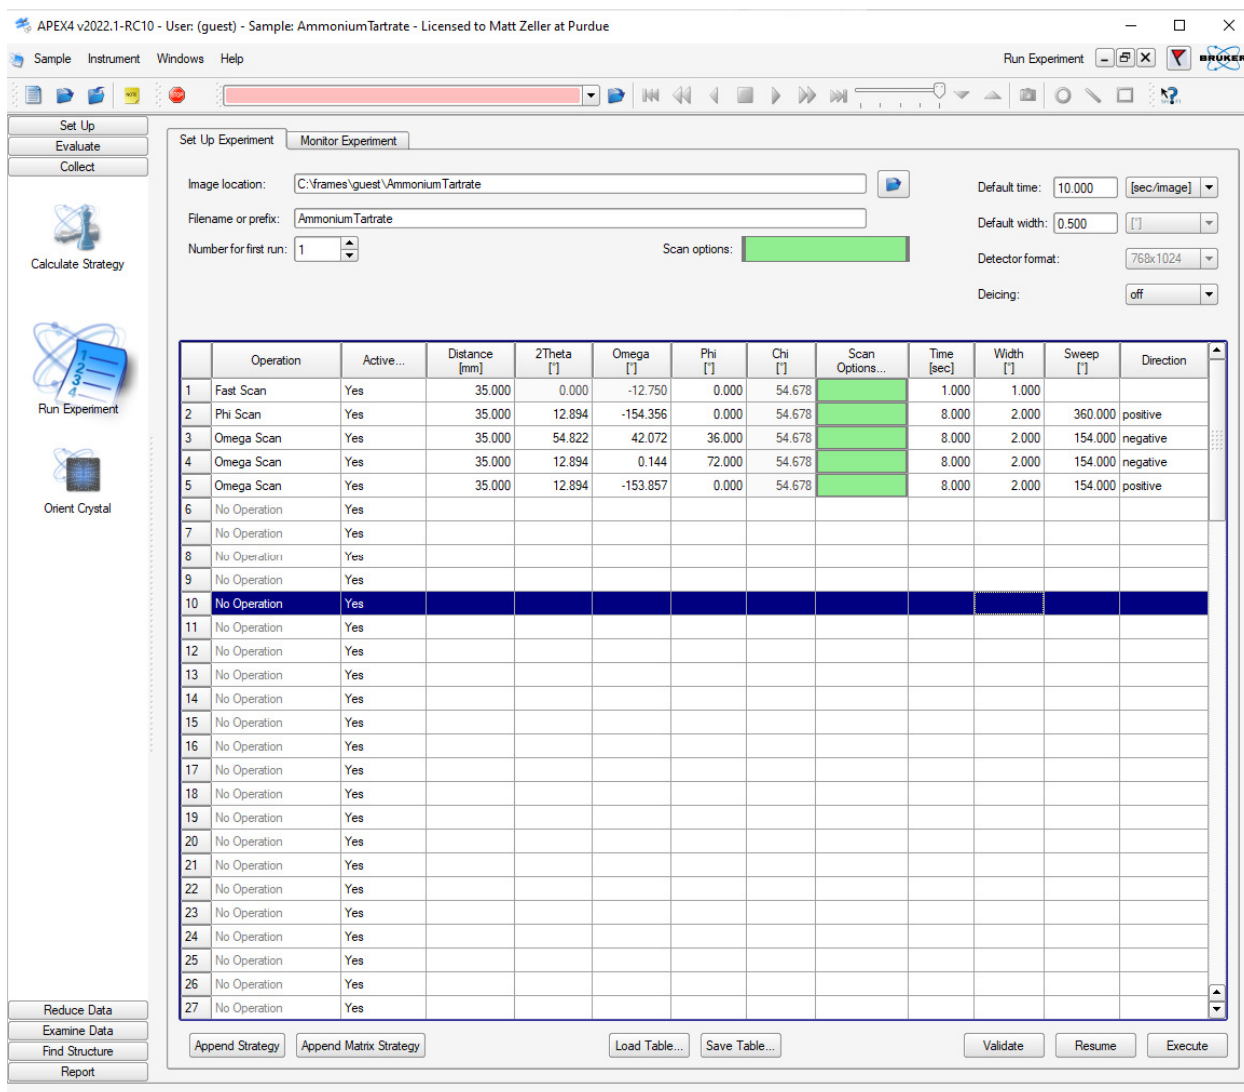 APEX4 v2022.1-RC10 - User: (guest) - Sample: AmmoniumTartrate - Licensed to Matt Zeller at Purdue
Sample Instrument Windows Help Run Experiment BRUKER
NOTE STOP
Set Up
Evaluate
Collect
Calculate Strategy
Run Experiment
Orient Crystal
Reduce Data
Examine Data
Find Structure
Report
Set Up Experiment Monitor Experiment
Image location: C:\frames\guest\AmmoniumTartrate
Filename or prefix: AmmoniumTartrate
Number for first run: 1 Scan options:
Default time: 10.000 [sec/image]
Default width: 0.500 [°]
Detector format: 768x1024
Deicing: off
Operation Active... Distance [mm] 2Theta [°] Omega [°] Phi [°] Chi [°] Scan Options... Time [sec] Width [°] Sweep [°] Direction
1 Fast Scan Yes 35.000 0.000 -12.750 0.000 54.678 1.000 1.000
2 Phi Scan Yes 35.000 12.894 -154.356 0.000 54.678 8.000 2.000 360.000 positive
3 Omega Scan Yes 35.000 54.822 42.072 36.000 54.678 8.000 2.000 154.000 negative
4 Omega Scan Yes 35.000 12.894 0.144 72.000 54.678 8.000 2.000 154.000 negative
5 Omega Scan Yes 35.000 12.894 -153.857 0.000 54.678 8.000 2.000 154.000 positive
6 No Operation Yes
7 No Operation Yes
8 No Operation Yes
9 No Operation Yes
10 No Operation Yes
11 No Operation Yes
12 No Operation Yes
13 No Operation Yes
14 No Operation Yes
15 No Operation Yes
16 No Operation Yes
17 No Operation Yes
18 No Operation Yes
19 No Operation Yes
20 No Operation Yes
21 No Operation Yes
22 No Operation Yes
23 No Operation Yes
24 No Operation Yes
25 No Operation Yes
26 No Operation Yes
27 No Operation Yes
Append Strategy Append Matrix Strategy Load Table... Save Table... Validate Resume Execute